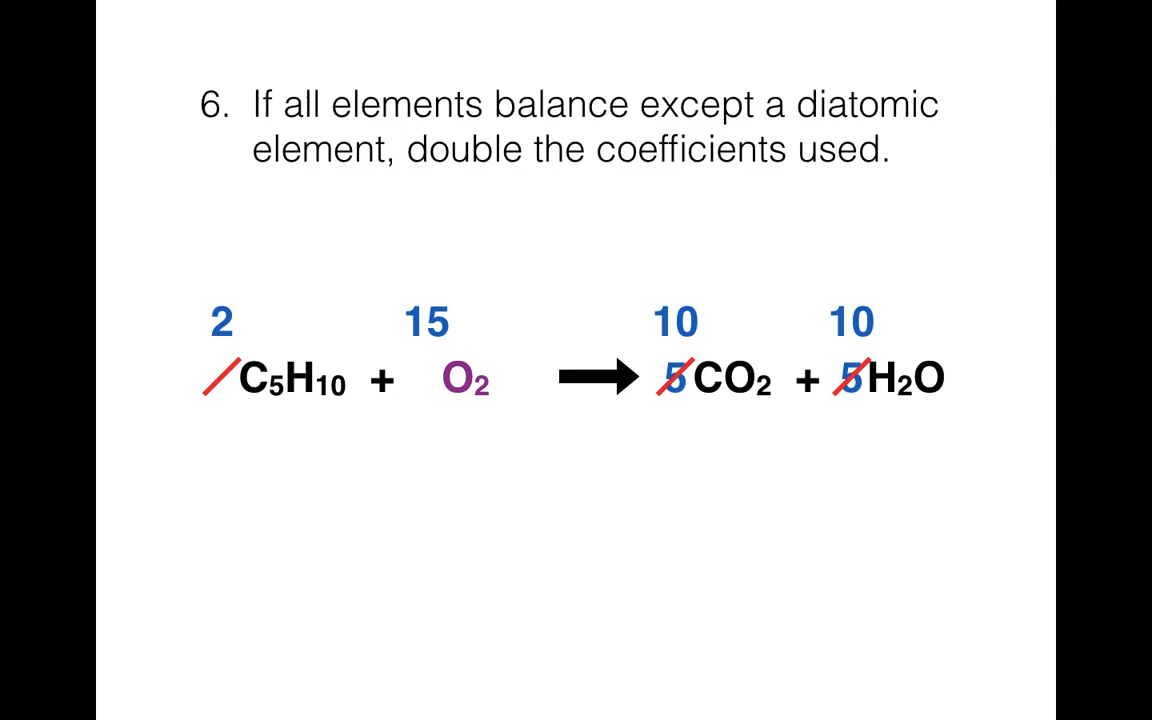 6. If all elements balance except a diatomic
element, double the coefficients used.
2 15 10 10
C₅H₁₀ + O₂ → 5CO₂ + 5H₂O